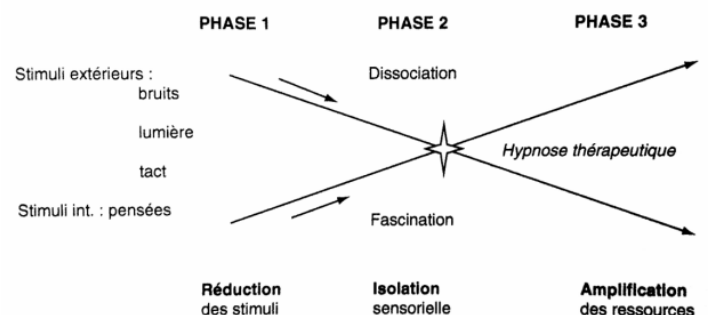 PHASE 1 PHASE 2 PHASE 3
Stimuli extérieurs : Dissociation
bruits
lumière
Hypnose thérapeutique
tact
Stimuli int. : pensées
Fascination
Réduction Isolation Amplification
des stimuli sensorielle des ressources